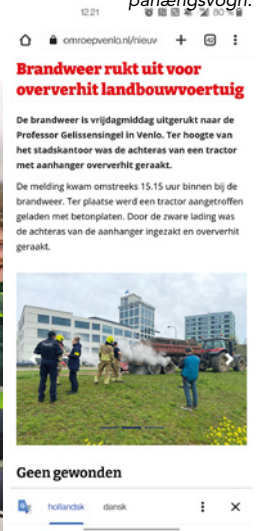 pahængsvogn.
12.21
80 %
omroepvenlo.nl/nieuw
Brandweer rukt uit voor
oververhit landbouwvoertuig
De brandweer is vrijdagmiddag uitgerukt naar de
Professor Gelissensingel in Venlo. Ter hoogte van
het stadskantoor was de achteras van een tractor
met aanhanger oververhit geraakt.
De melding kwam omstreeks 15.15 uur binnen bij de
brandweer. Ter plaatse werd een tractor aangetroffen
geladen met betonplaten. Door de zware lading was
de achteras van de aanhanger ingezakt en oververhit
geraakt.
Geen gewonden
hollandsk dansk